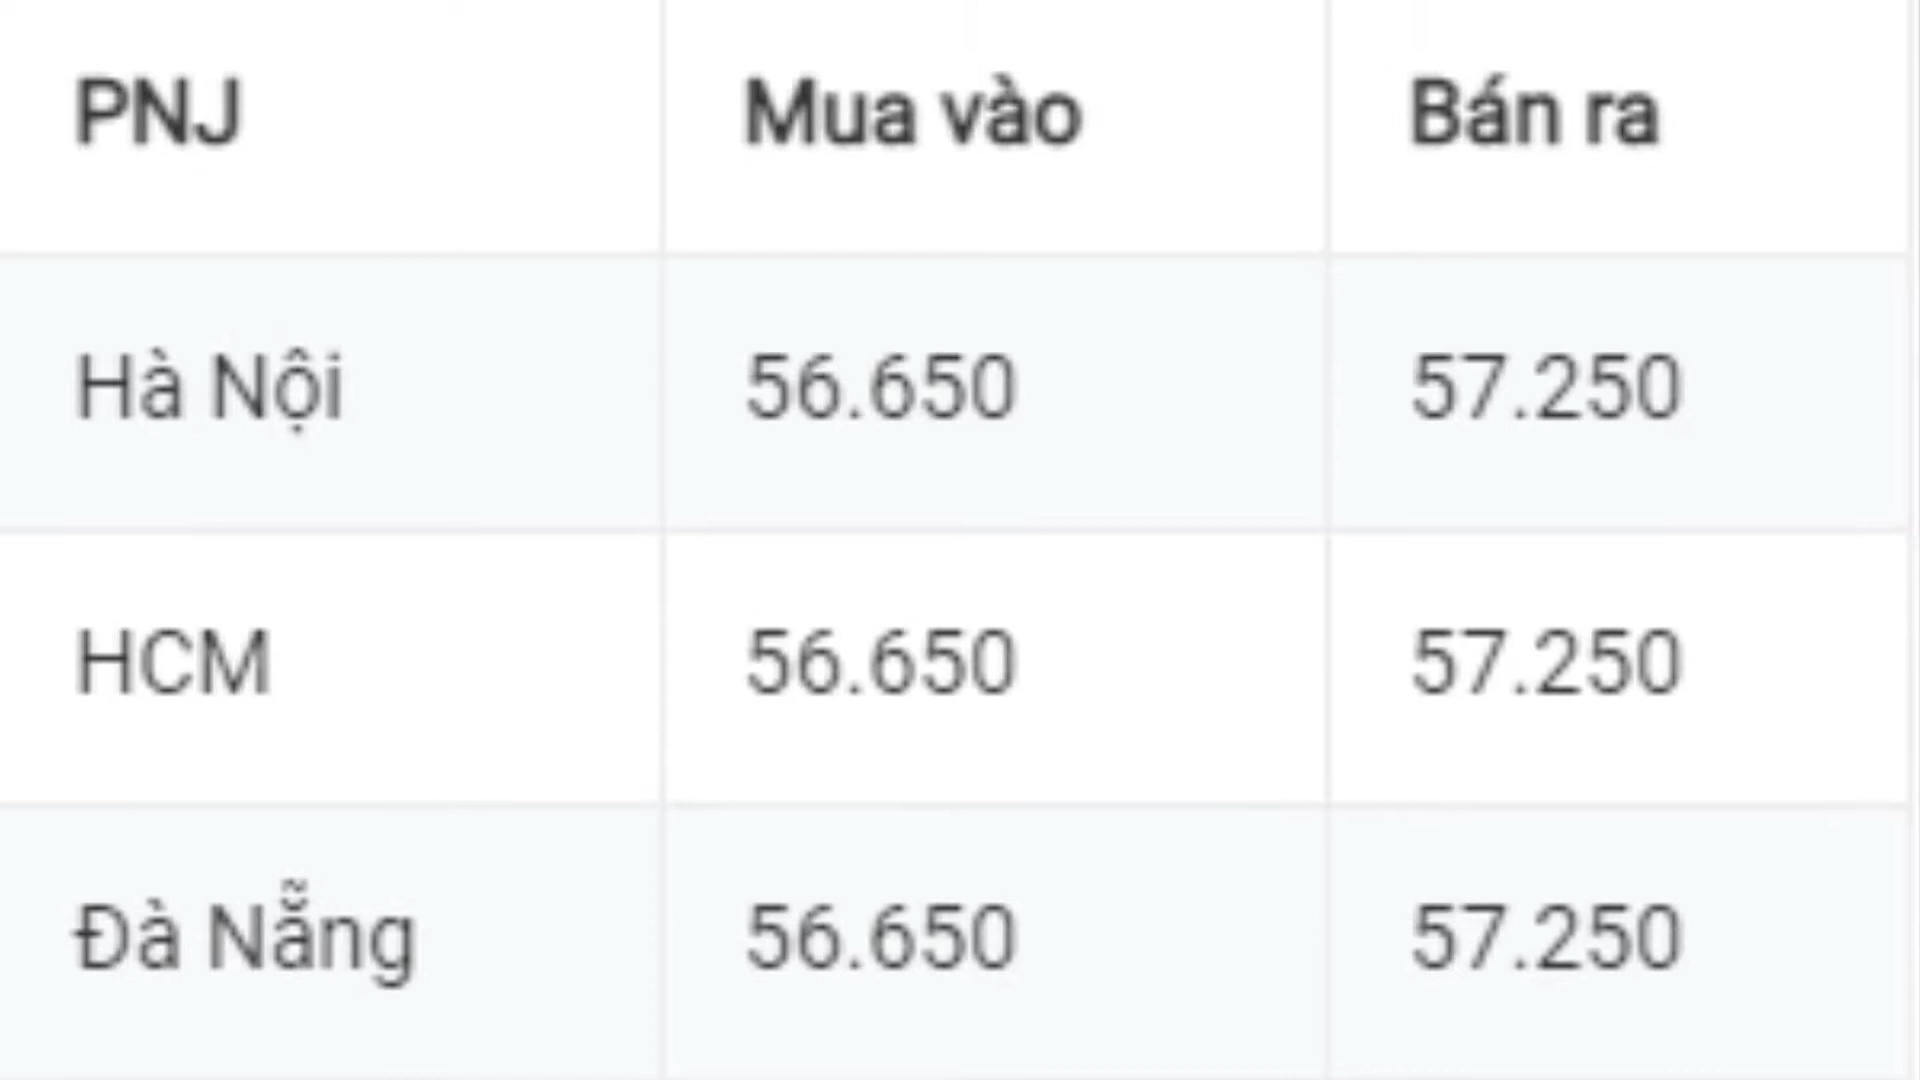 PNJ Mua vào Bán ra
Hà Nội 56.650 57.250
HCM 56.650 57.250
Đà Nẵng 56.650 57.250